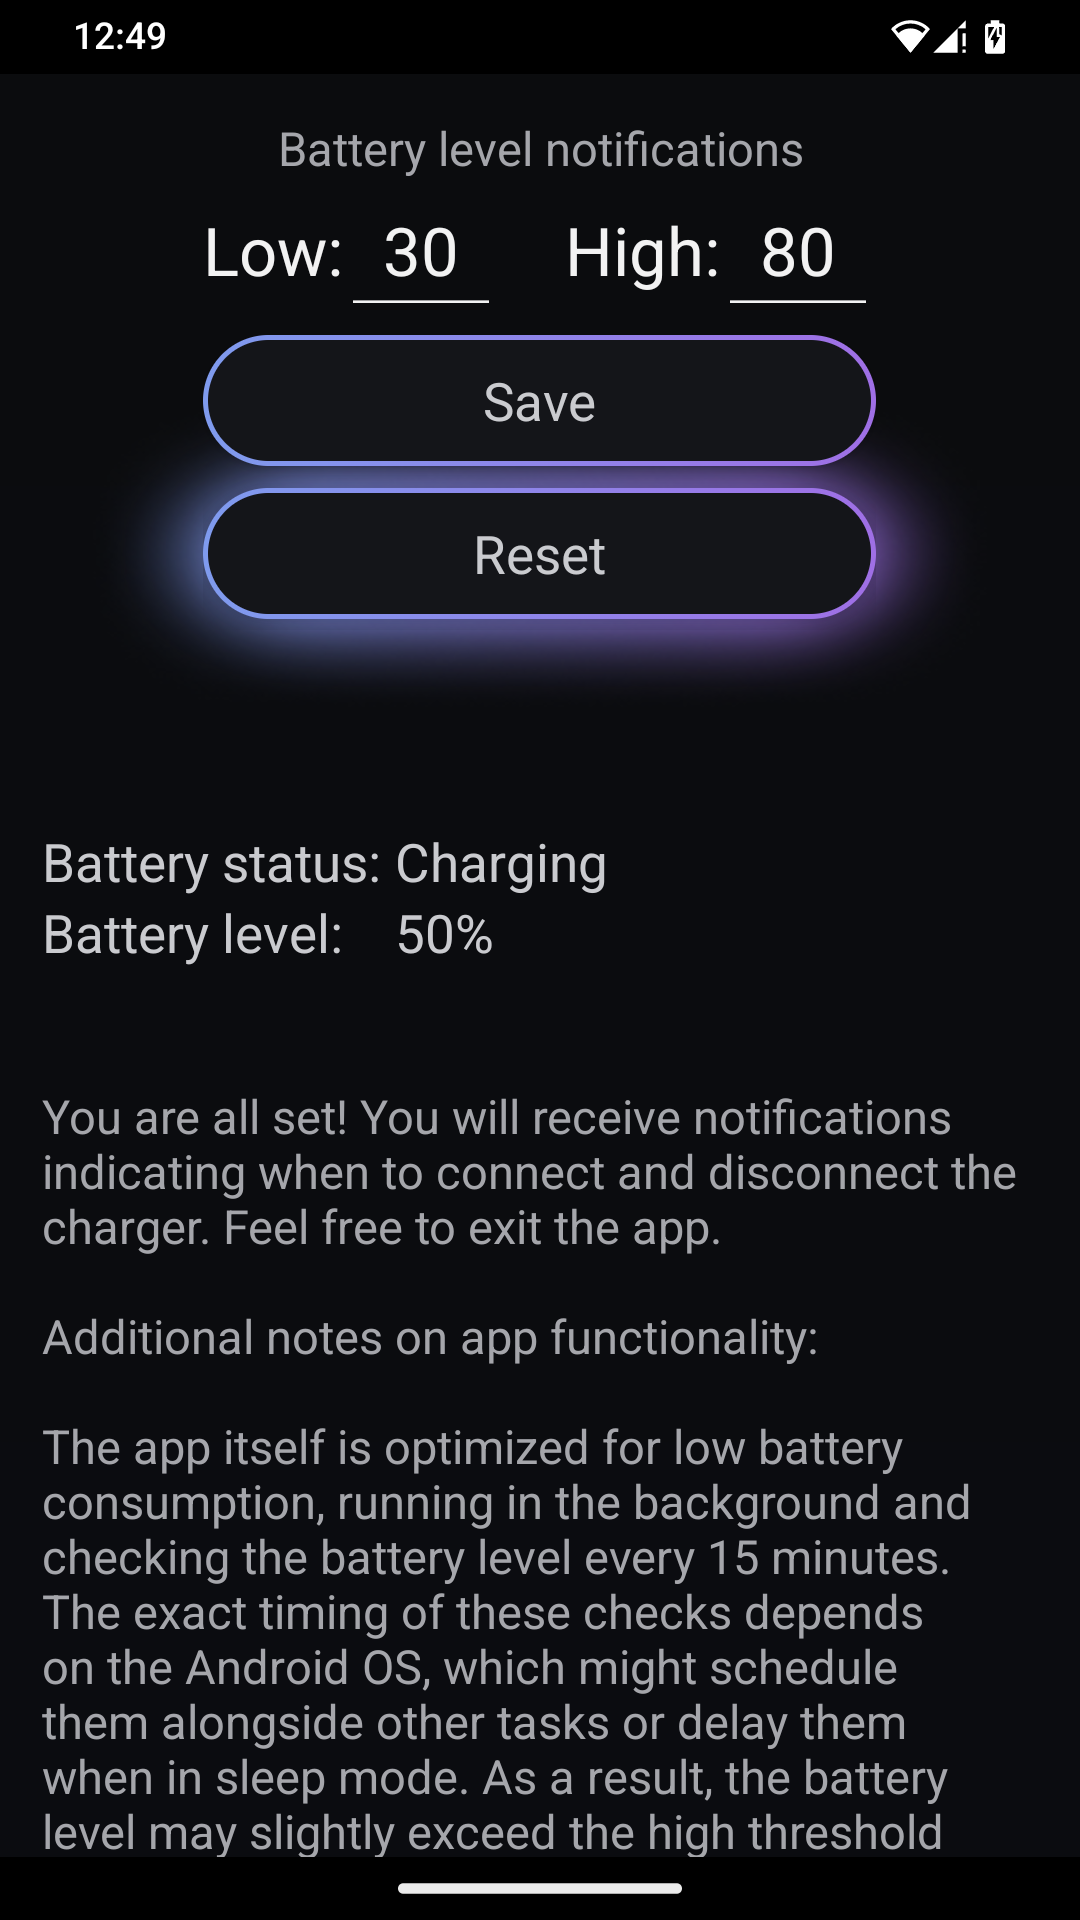 12:49
Battery level notifications
Low: 30 High: 80
Save
Reset
Battery status: Charging
Battery level: 50%
You are all set! You will receive notifications
indicating when to connect and disconnect the
charger. Feel free to exit the app.
Additional notes on app functionality:
The app itself is optimized for low battery
consumption, running in the background and
checking the battery level every 15 minutes.
The exact timing of these checks depends
on the Android OS, which might schedule
them alongside other tasks or delay them
when in sleep mode. As a result, the battery
level may slightly exceed the high threshold